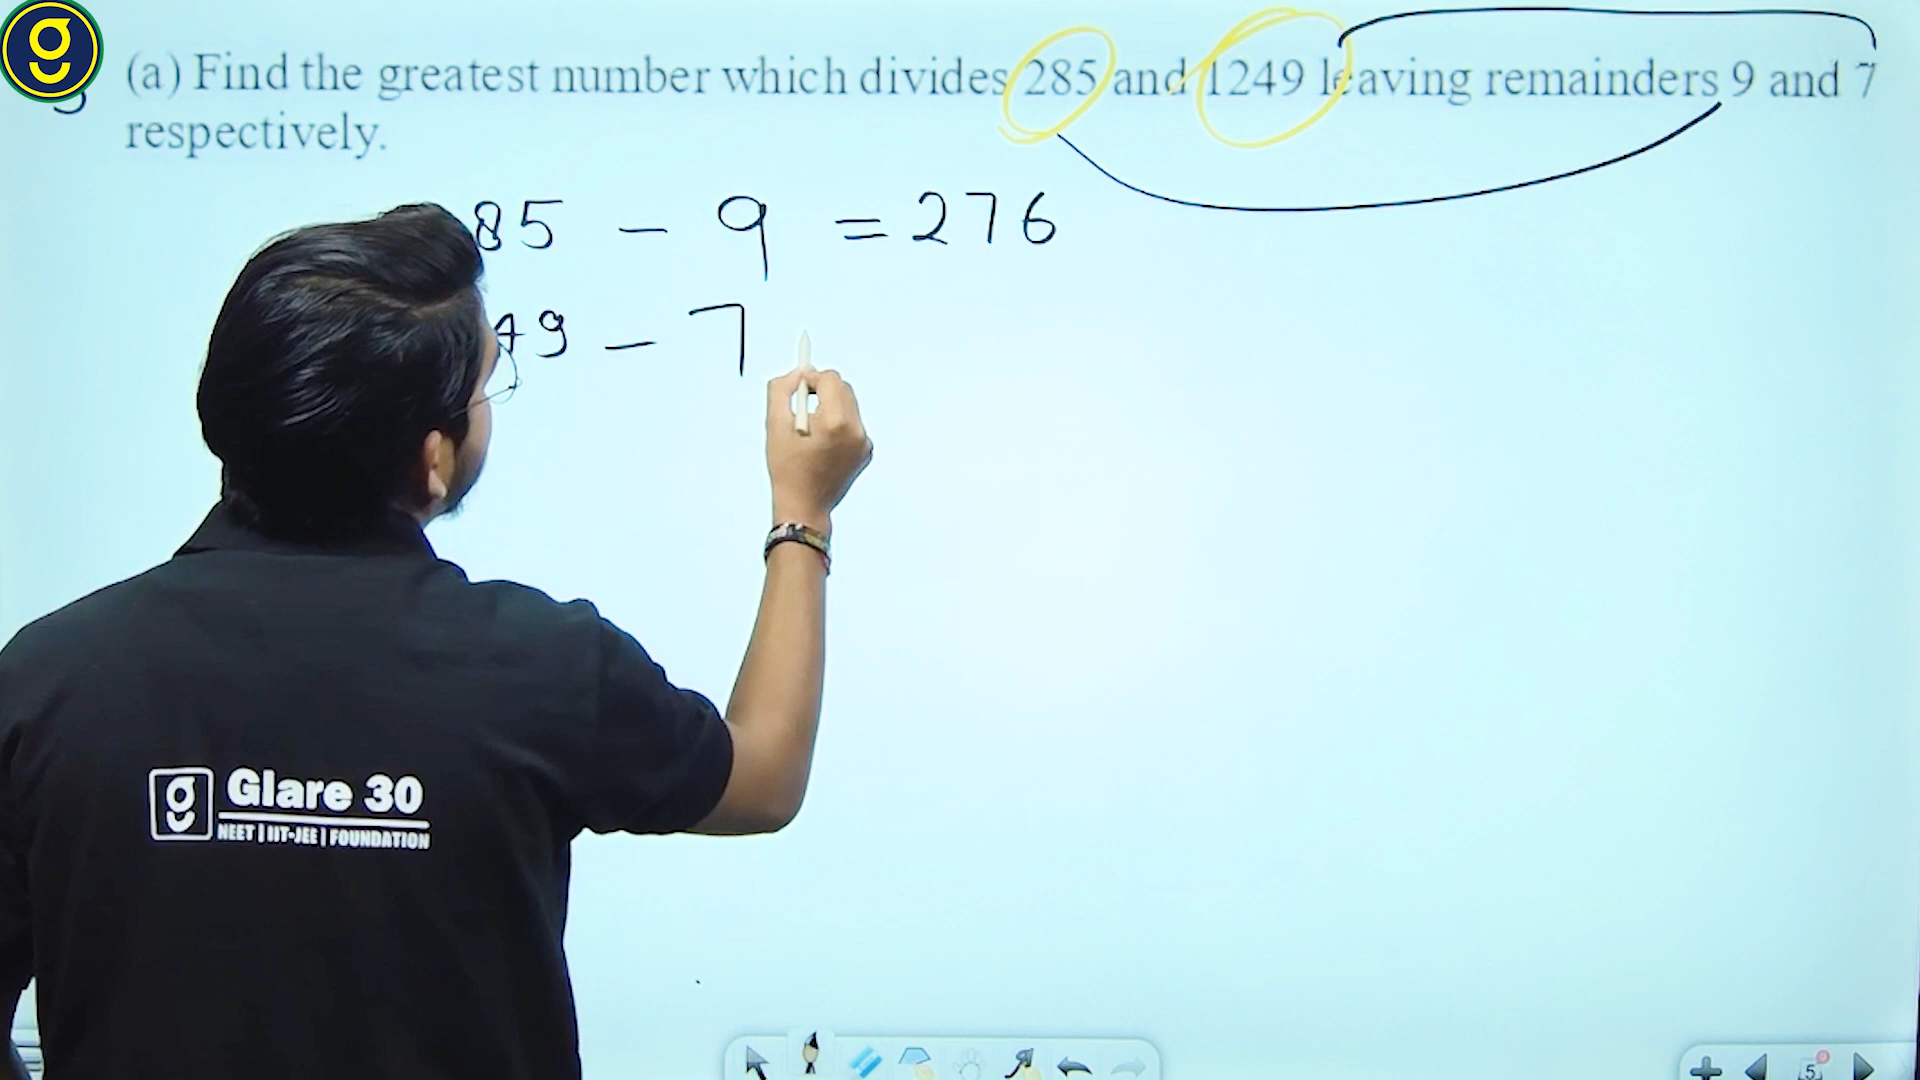 (a) Find the greatest number which divides 285 and 1249 leaving remainders 9 and 7
respectively.
85 - 9 = 276
49 - 7
g Glare 30
NEET | IIT-JEE | FOUNDATION
5